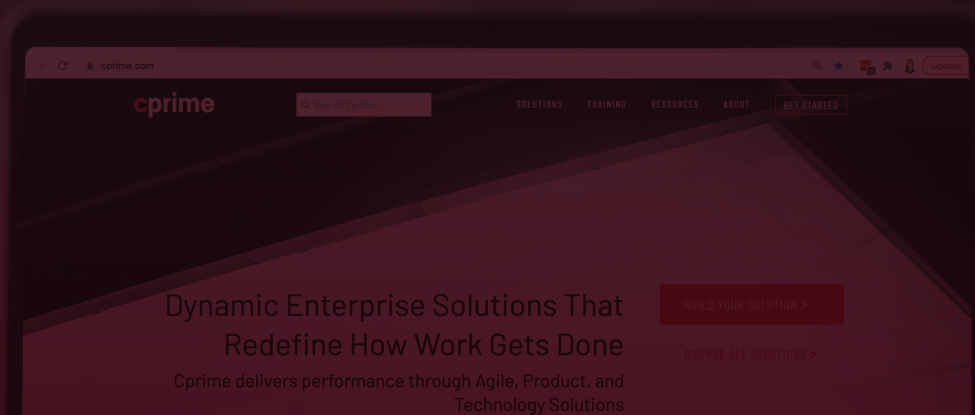 cprime.com
2
Update
cprime
Search Cprime...
SOLUTIONS
TRAINING
RESOURCES
ABOUT
GET STARTED
Dynamic Enterprise Solutions That
Redefine How Work Gets Done
Cprime delivers performance through Agile, Product, and
Technology Solutions
BUILD YOUR SOLUTION >
BROWSE ALL SOLUTIONS >